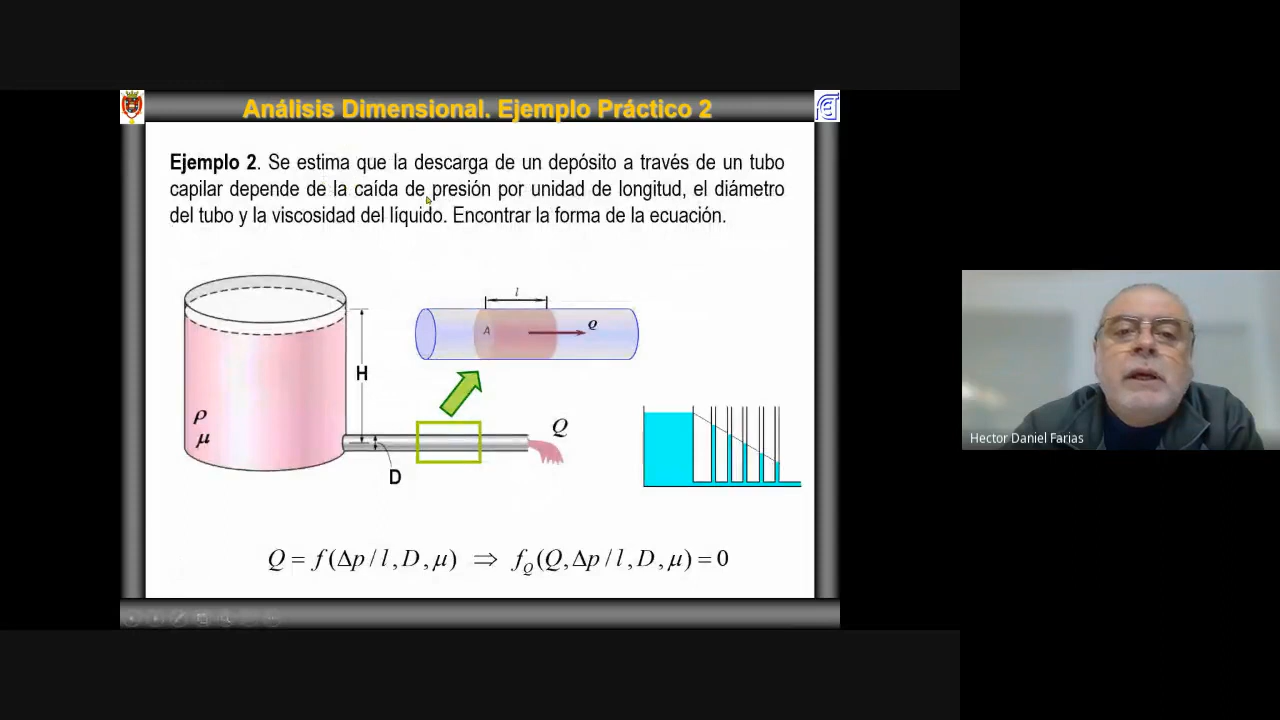 Análisis Dimensional. Ejemplo Práctico 2
Ejemplo 2. Se estima que la descarga de un depósito a través de un tubo
capilar depende de la caída de presión por unidad de longitud, el diámetro
del tubo y la viscosidad del líquido. Encontrar la forma de la ecuación.
l
A
Q
H
ρ
μ
Q
D
Hector Daniel Farias
Q = f(Δp / l, D, μ) ⇒ f_Q(Q, Δp / l, D, μ) = 0